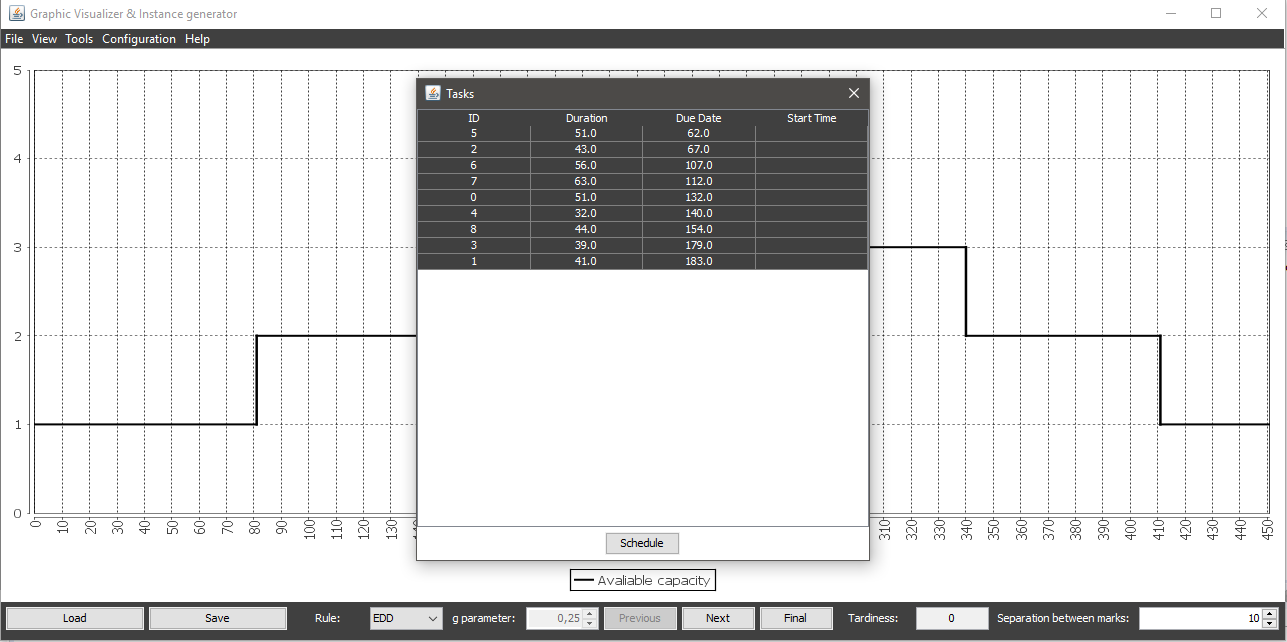 Graphic Visualizer & Instance generator
File View Tools Configuration Help
Tasks
ID Duration Due Date Start Time
5 51.0 62.0
2 43.0 67.0
6 56.0 107.0
7 63.0 112.0
0 51.0 132.0
4 32.0 140.0
8 44.0 154.0
3 39.0 179.0
1 41.0 183.0
Schedule
5
4
3
2
1
0
0 10 20 30 40 50 60 70 80 90 100 110 120 130 310 320 330 340 350 360 370 380 390 400 410 420 430 440 450
Avaliable capacity
Load Save Rule: EDD g parameter: 0,25 Previous Next Final Tardiness: 0 Separation between marks: 10